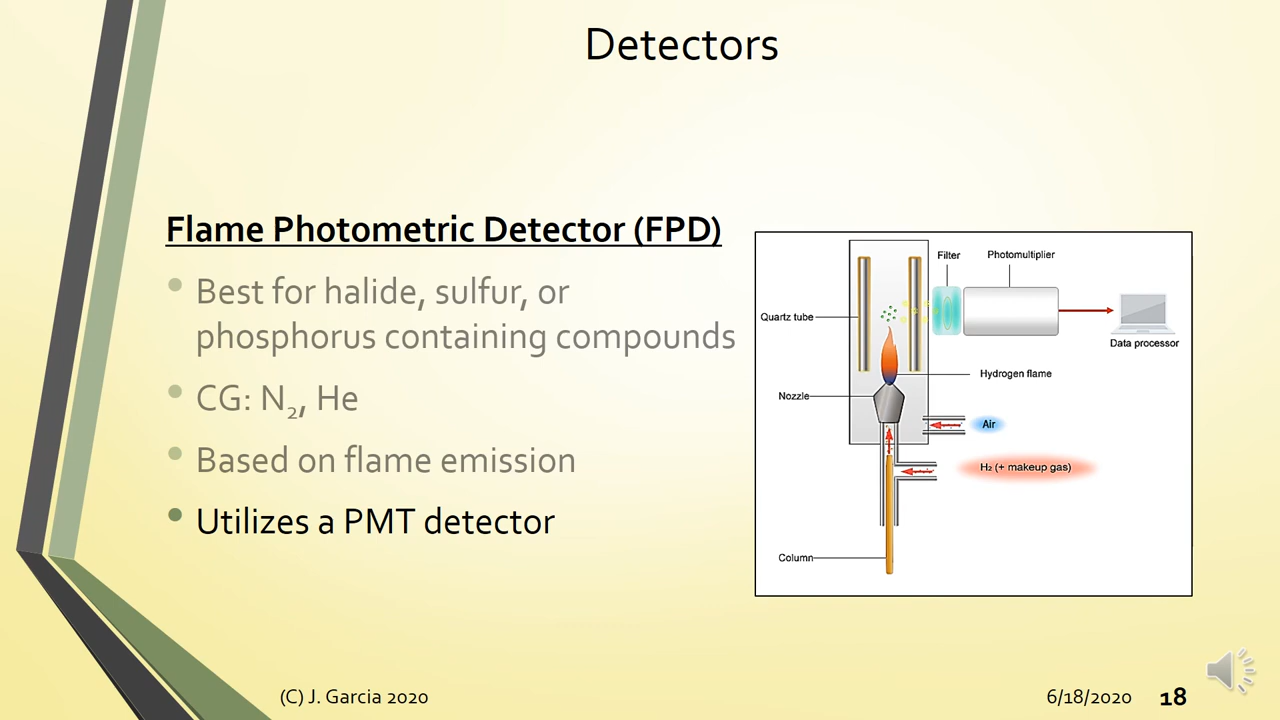 Detectors
Flame Photometric Detector (FPD)
• Best for halide, sulfur, or
phosphorus containing compounds
• CG: N₂, He
• Based on flame emission
• Utilizes a PMT detector
Filter
Photomultiplier
Quartz tube
Data processor
Hydrogen flame
Nozzle
Air
H₂ (+ makeup gas)
Column
(C) J. Garcia 2020
6/18/2020
18